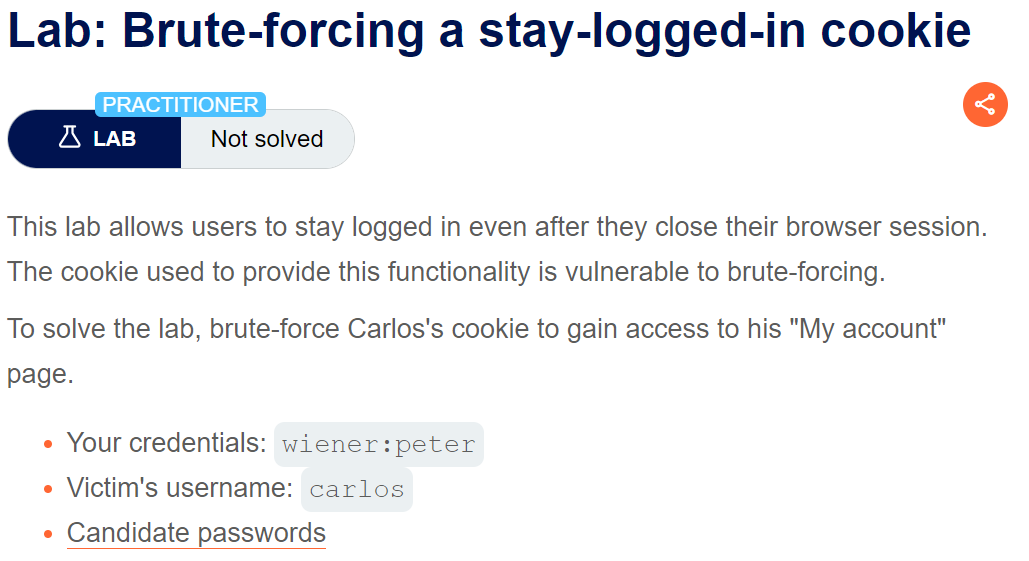 Lab: Brute-forcing a stay-logged-in cookie
PRACTITIONER
LAB Not solved
This lab allows users to stay logged in even after they close their browser session.
The cookie used to provide this functionality is vulnerable to brute-forcing.
To solve the lab, brute-force Carlos's cookie to gain access to his "My account"
page.
• Your credentials: wiener:peter
• Victim's username: carlos
• Candidate passwords